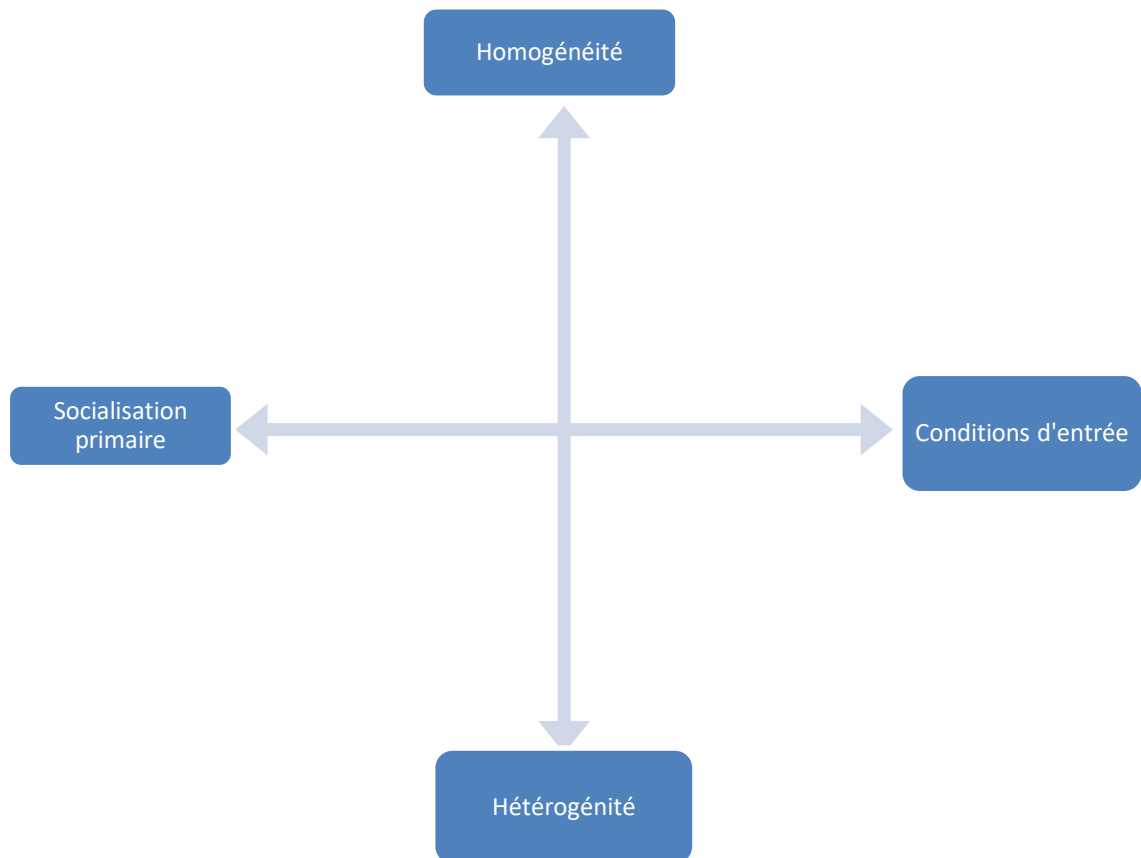 Homogénéité
Socialisation
primaire
Conditions d'entrée
Hétérogénité